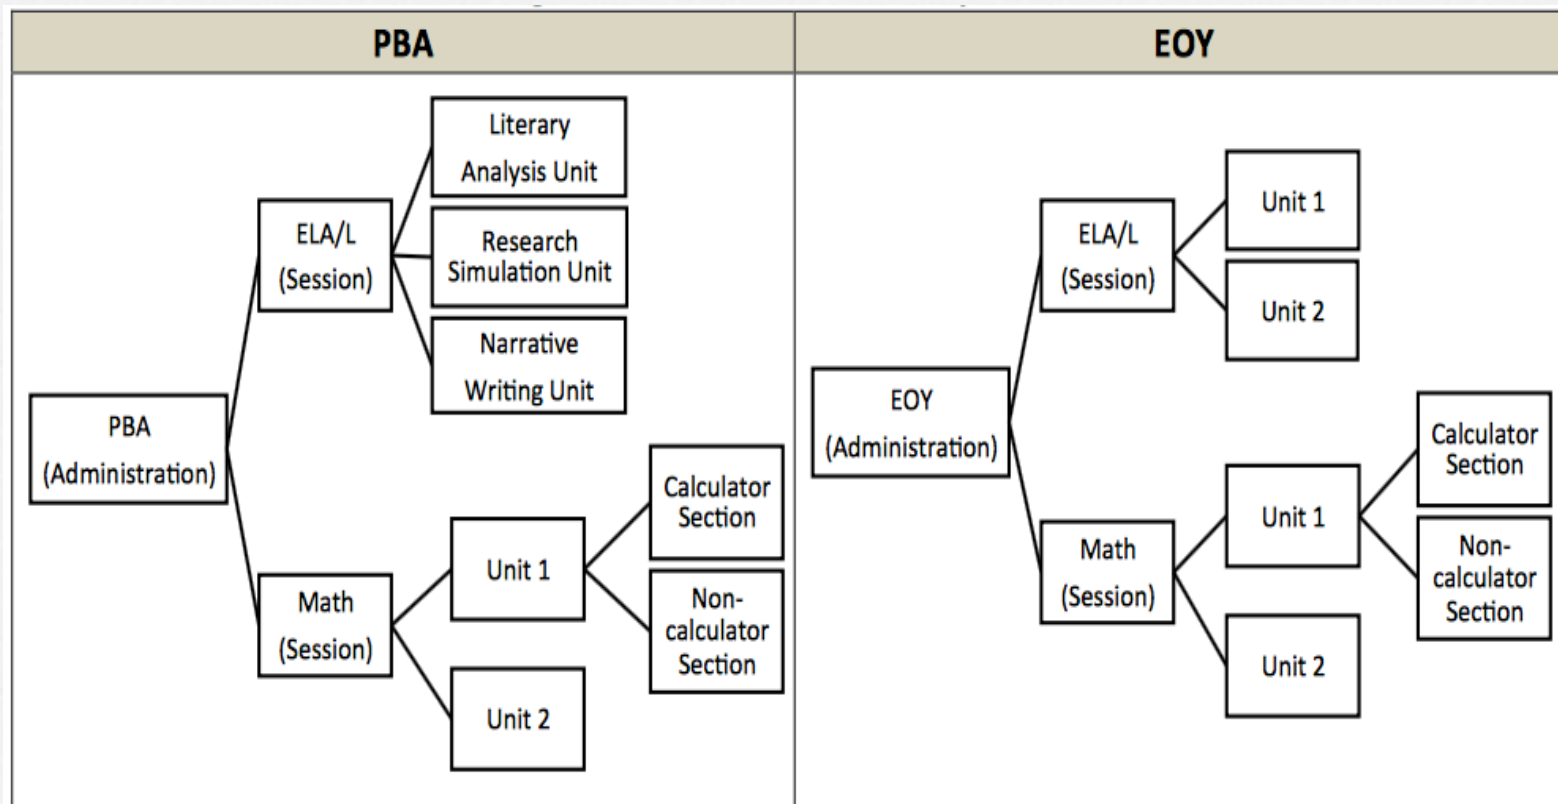 PBA
EOY
Literary
Analysis Unit
ELA/L
(Session)
Research
Simulation Unit
Narrative
Writing Unit
PBA
(Administration)
Calculator
Section
Unit 1
Non-
calculator
Section
Math
(Session)
Unit 2
Unit 1
ELA/L
(Session)
Unit 2
EOY
(Administration)
Calculator
Section
Unit 1
Non-
calculator
Section
Math
(Session)
Unit 2